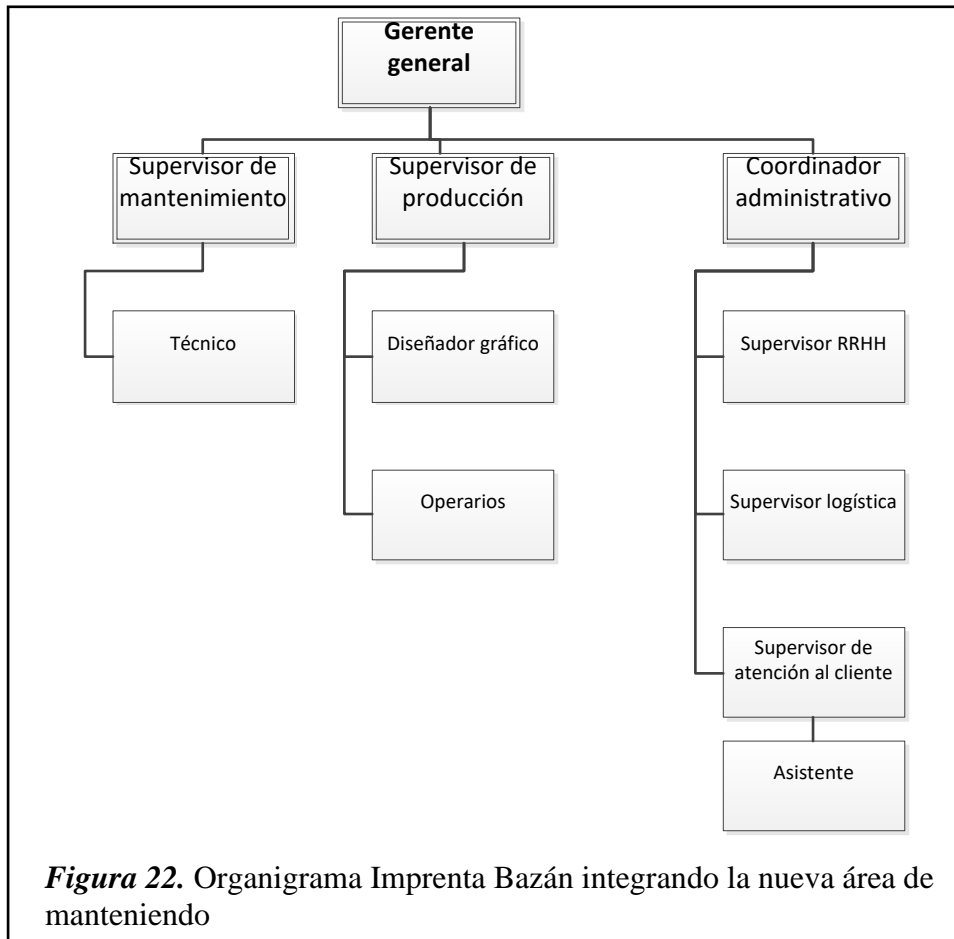 Gerente
general
Supervisor de
mantenimiento
Supervisor de
producción
Coordinador
administrativo
Técnico
Diseñador gráfico
Supervisor RRHH
Operarios
Supervisor logística
Supervisor de
atención al cliente
Asistente
Figura 22. Organigrama Imprenta Bazán integrando la nueva área de
manteniendo